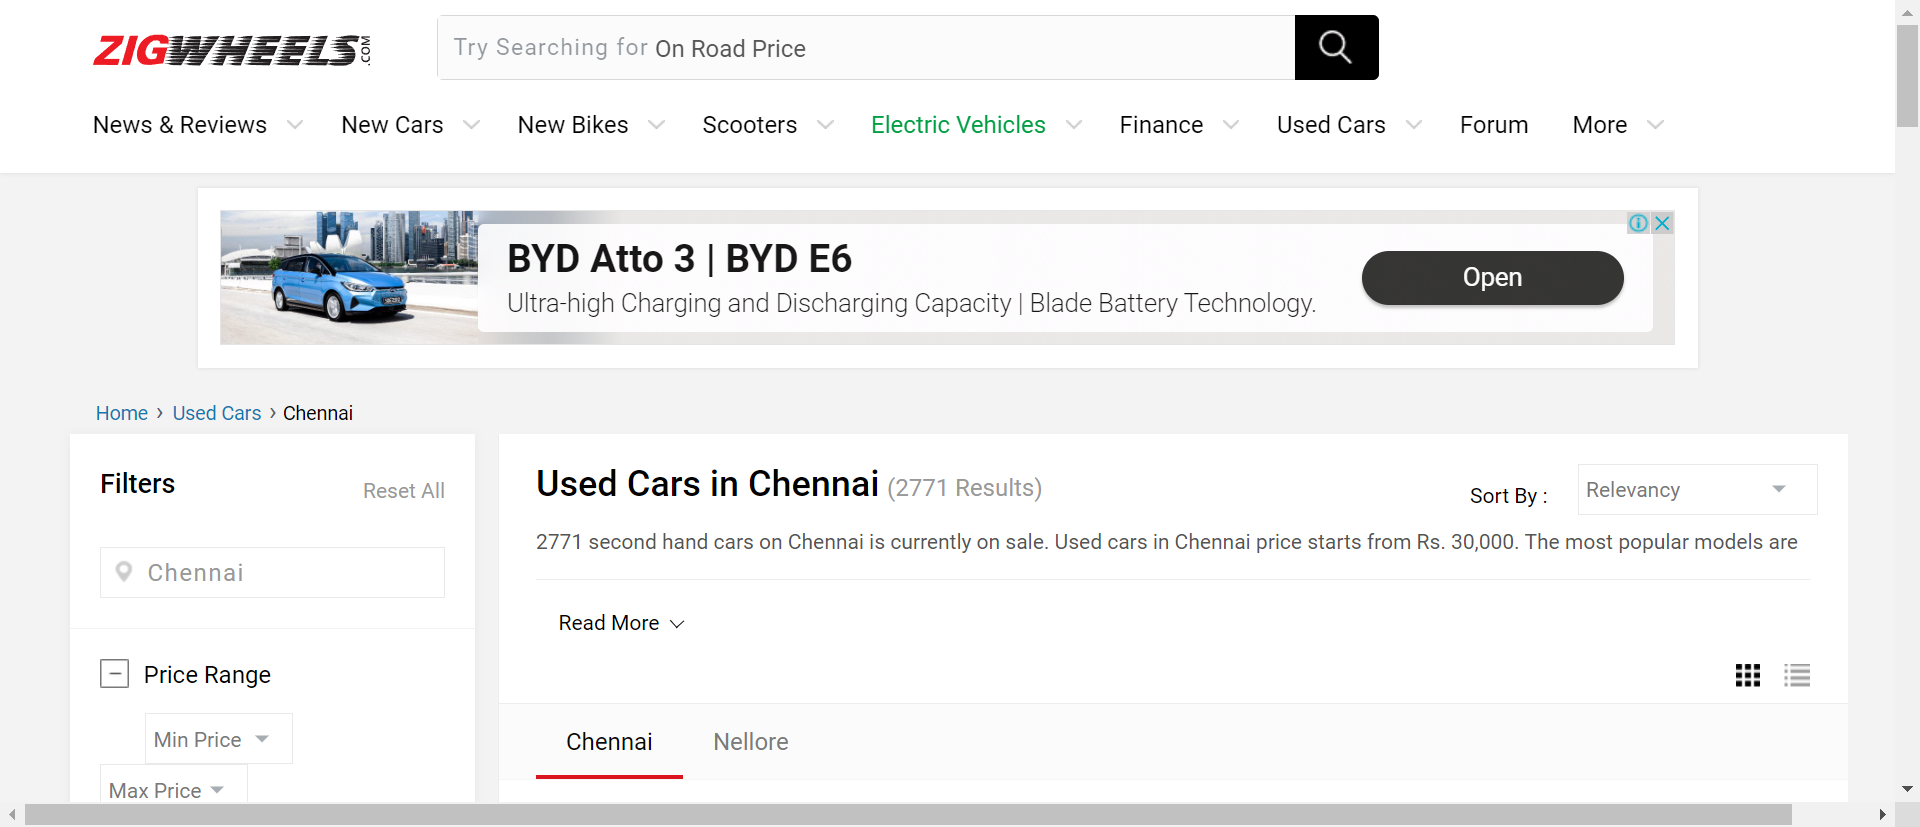 ZIGWHEELS.COM
Try Searching for On Road Price
News & Reviews New Cars New Bikes Scooters Electric Vehicles Finance Used Cars Forum More
BYD Atto 3 | BYD E6
Ultra-high Charging and Discharging Capacity | Blade Battery Technology.
Open
Home › Used Cars › Chennai
Filters
Reset All
Chennai
Price Range
Min Price
Max Price
Used Cars in Chennai (2771 Results)
Sort By :
Relevancy
2771 second hand cars on Chennai is currently on sale. Used cars in Chennai price starts from Rs. 30,000. The most popular models are
Read More
Chennai Nellore